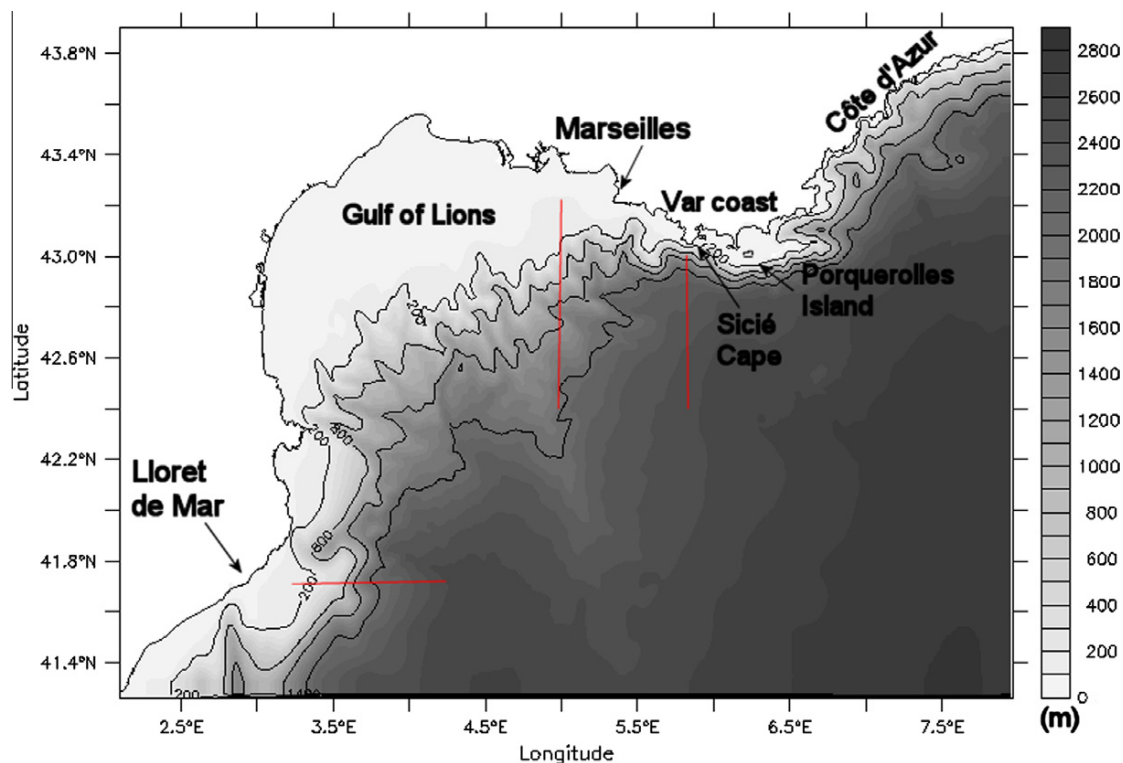 43.8°N
43.4°N
43.0°N
42.6°N
42.2°N
41.8°N
41.4°N
Latitude
Côte d'Azur
Marseilles
Var coast
Gulf of Lions
200
Porquerolles
Island
Sicié
Cape
200
200
800
Lloret
de Mar
800
200
200
1400
2.5°E
3.5°E
4.5°E
5.5°E
6.5°E
7.5°E
Longitude
2800
2600
2400
2200
2000
1800
1600
1400
1200
1000
800
600
400
200
0
(m)